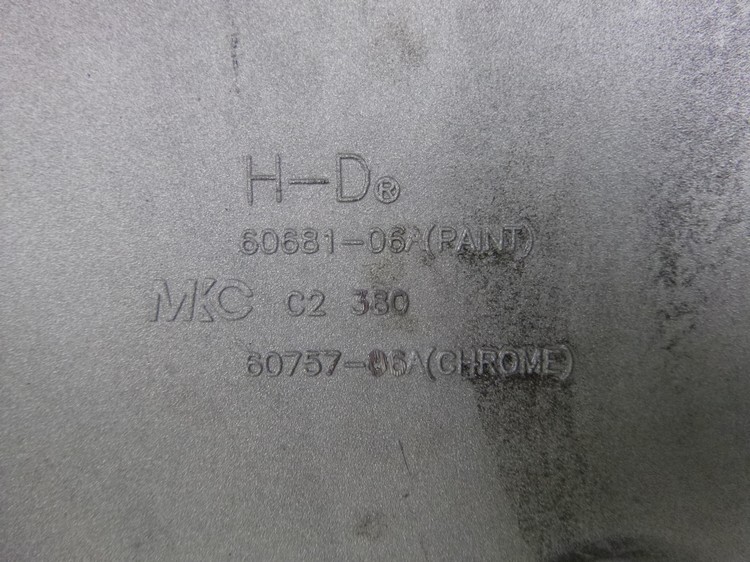 H-D®
60681-06A(PAINT)
MKC C2 380
60757-06A(CHROME)